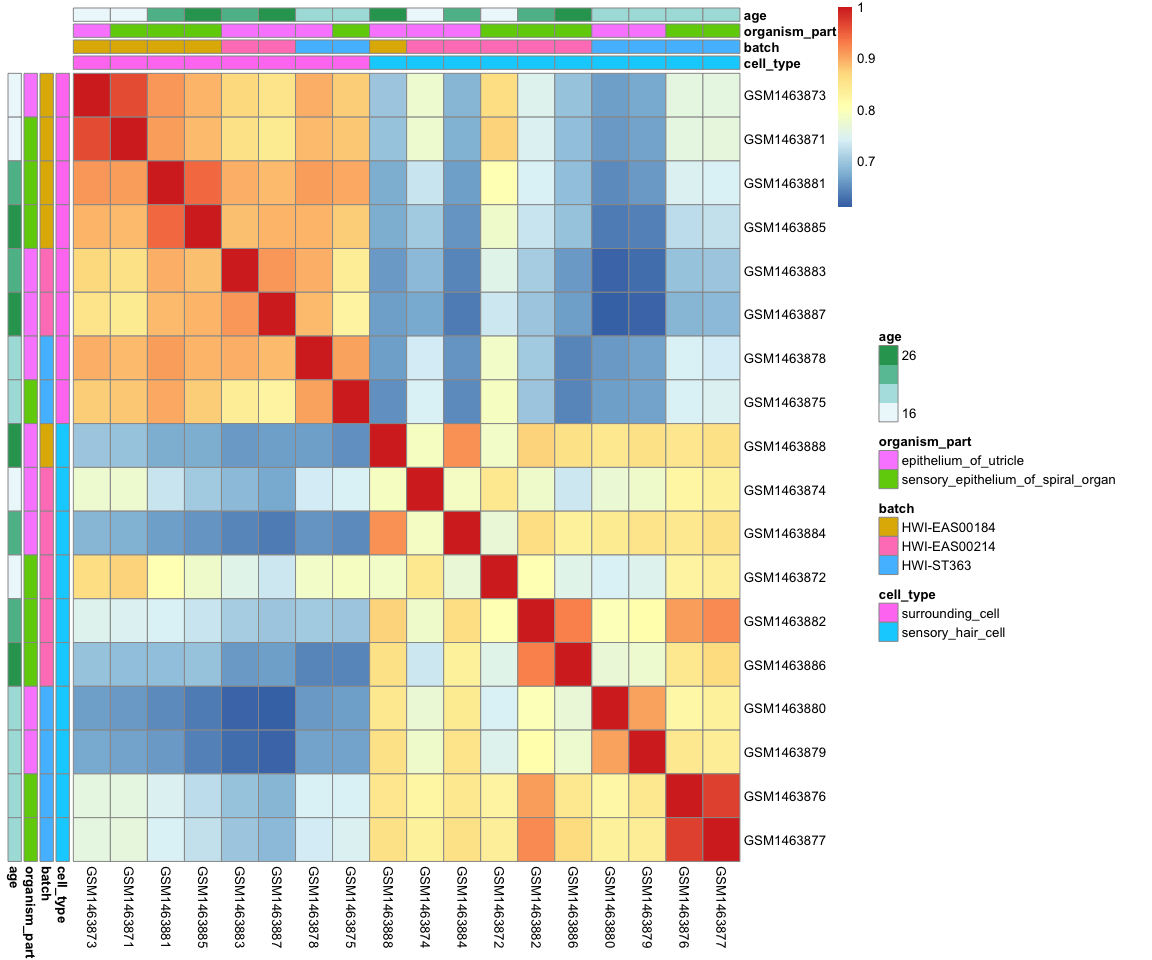 age
organism_part
batch
cell_type
1
0.9
0.8
0.7
GSM1463873
GSM1463871
GSM1463881
GSM1463885
GSM1463883
GSM1463887
GSM1463878
GSM1463875
GSM1463888
GSM1463874
GSM1463884
GSM1463872
GSM1463882
GSM1463886
GSM1463880
GSM1463879
GSM1463876
GSM1463877
age
26
16
organism_part
epithelium_of_utricle
sensory_epithelium_of_spiral_organ
batch
HWI-EAS00184
HWI-EAS00214
HWI-ST363
cell_type
surrounding_cell
sensory_hair_cell
age
organism_part
batch
cell_type
GSM1463873
GSM1463871
GSM1463881
GSM1463885
GSM1463883
GSM1463887
GSM1463878
GSM1463875
GSM1463888
GSM1463874
GSM1463884
GSM1463872
GSM1463882
GSM1463886
GSM1463880
GSM1463879
GSM1463876
GSM1463877